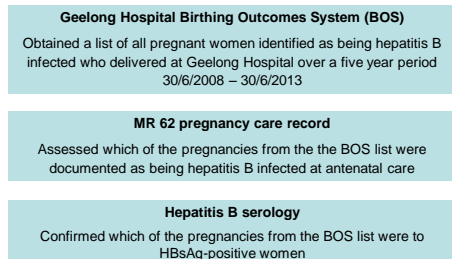 Geelong Hospital Birthing Outcomes System (BOS)
Obtained a list of all pregnant women identified as being hepatitis B
infected who delivered at Geelong Hospital over a five year period
30/6/2008 – 30/6/2013
MR 62 pregnancy care record
Assessed which of the pregnancies from the the BOS list were
documented as being hepatitis B infected at antenatal care
Hepatitis B serology
Confirmed which of the pregnancies from the BOS list were to
HBsAg-positive women